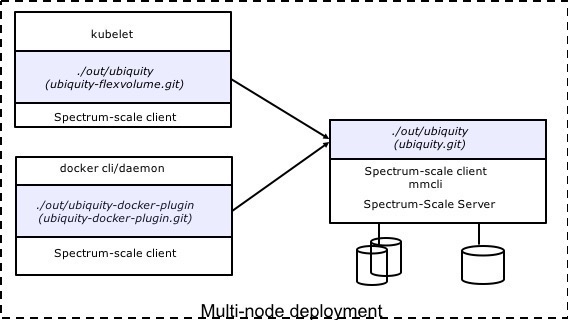 kubelet
./out/ubiquity
(ubiquity-flexvolume.git)
Spectrum-scale client
docker cli/daemon
./out/ubiquity-docker-plugin
(ubiquity-docker-plugin.git)
Spectrum-scale client
./out/ubiquity
(ubiquity.git)
Spectrum-scale client
mmcli
Spectrum-Scale Server
Multi-node deployment